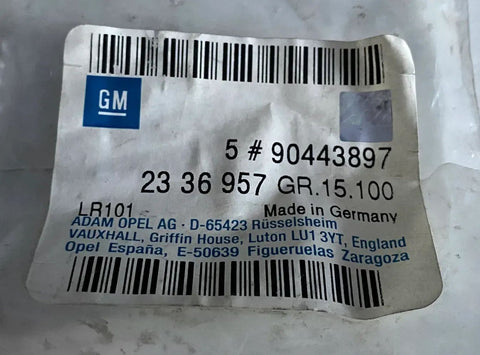 GM
5 # 90443897
23 36 957 GR.15.100
LR101 Made in Germany
ADAM OPEL AG · D-65423 Rüsselsheim
VAUXHALL, Griffin House, Luton LU1 3YT, England
Opel España, E-50639 Figueruelas Zaragoza